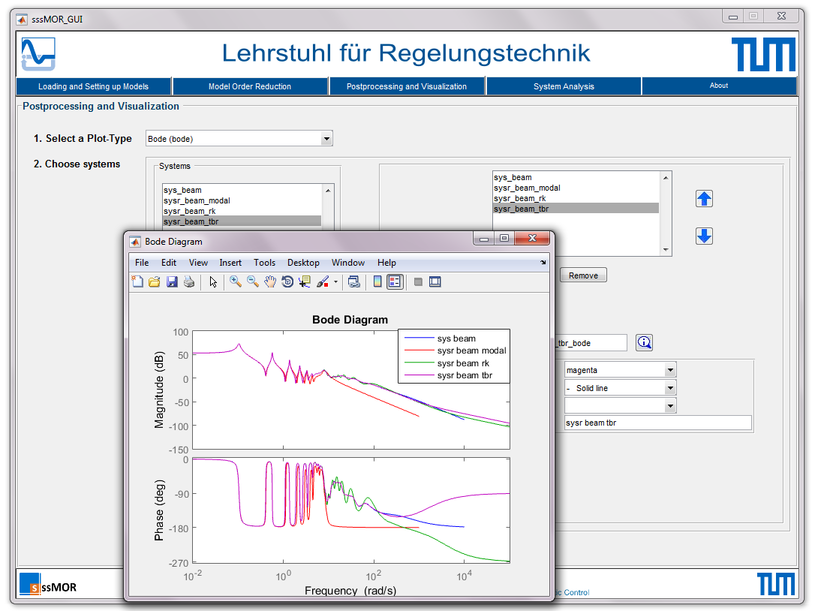 sssMOR_GUI
Lehrstuhl für Regelungstechnik
TUM
Loading and Setting up Models Model Order Reduction Postprocessing and Visualization System Analysis About
Postprocessing and Visualization
1. Select a Plot-Type Bode (bode)
2. Choose systems
Systems
sys_beam
sysr_beam_modal
sysr_beam_rk
sysr_beam_tbr
sys_beam
sysr_beam_modal
sysr_beam_rk
sysr_beam_tbr
Remove
_tbr_bode
magenta
- Solid line
sysr beam tbr
Bode Diagram
File Edit View Insert Tools Desktop Window Help
Bode Diagram
sys beam
sysr beam modal
sysr beam rk
sysr beam tbr
Magnitude (dB)
100
50
0
-50
-100
-150
Phase (deg)
0
-90
-180
-270
10^-2 10^0 10^2 10^4
Frequency (rad/s)
sssMOR
ic Control
TUM